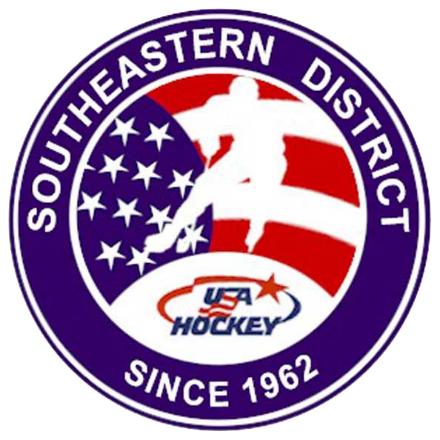 SOUTHEASTERN DISTRICT
USA
HOCKEY
SINCE 1962